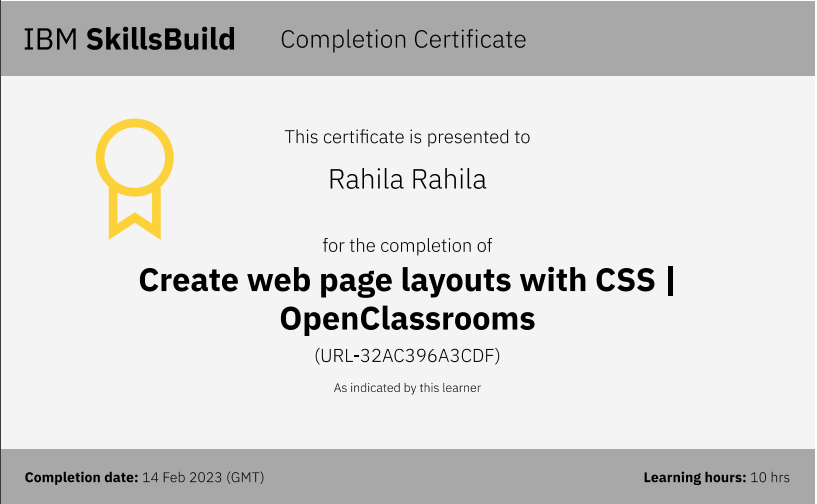 IBM SkillsBuild Completion Certificate
This certificate is presented to
Rahila Rahila
for the completion of
Create web page layouts with CSS |
OpenClassrooms
(URL-32AC396A3CDF)
As indicated by this learner
Completion date: 14 Feb 2023 (GMT) Learning hours: 10 hrs